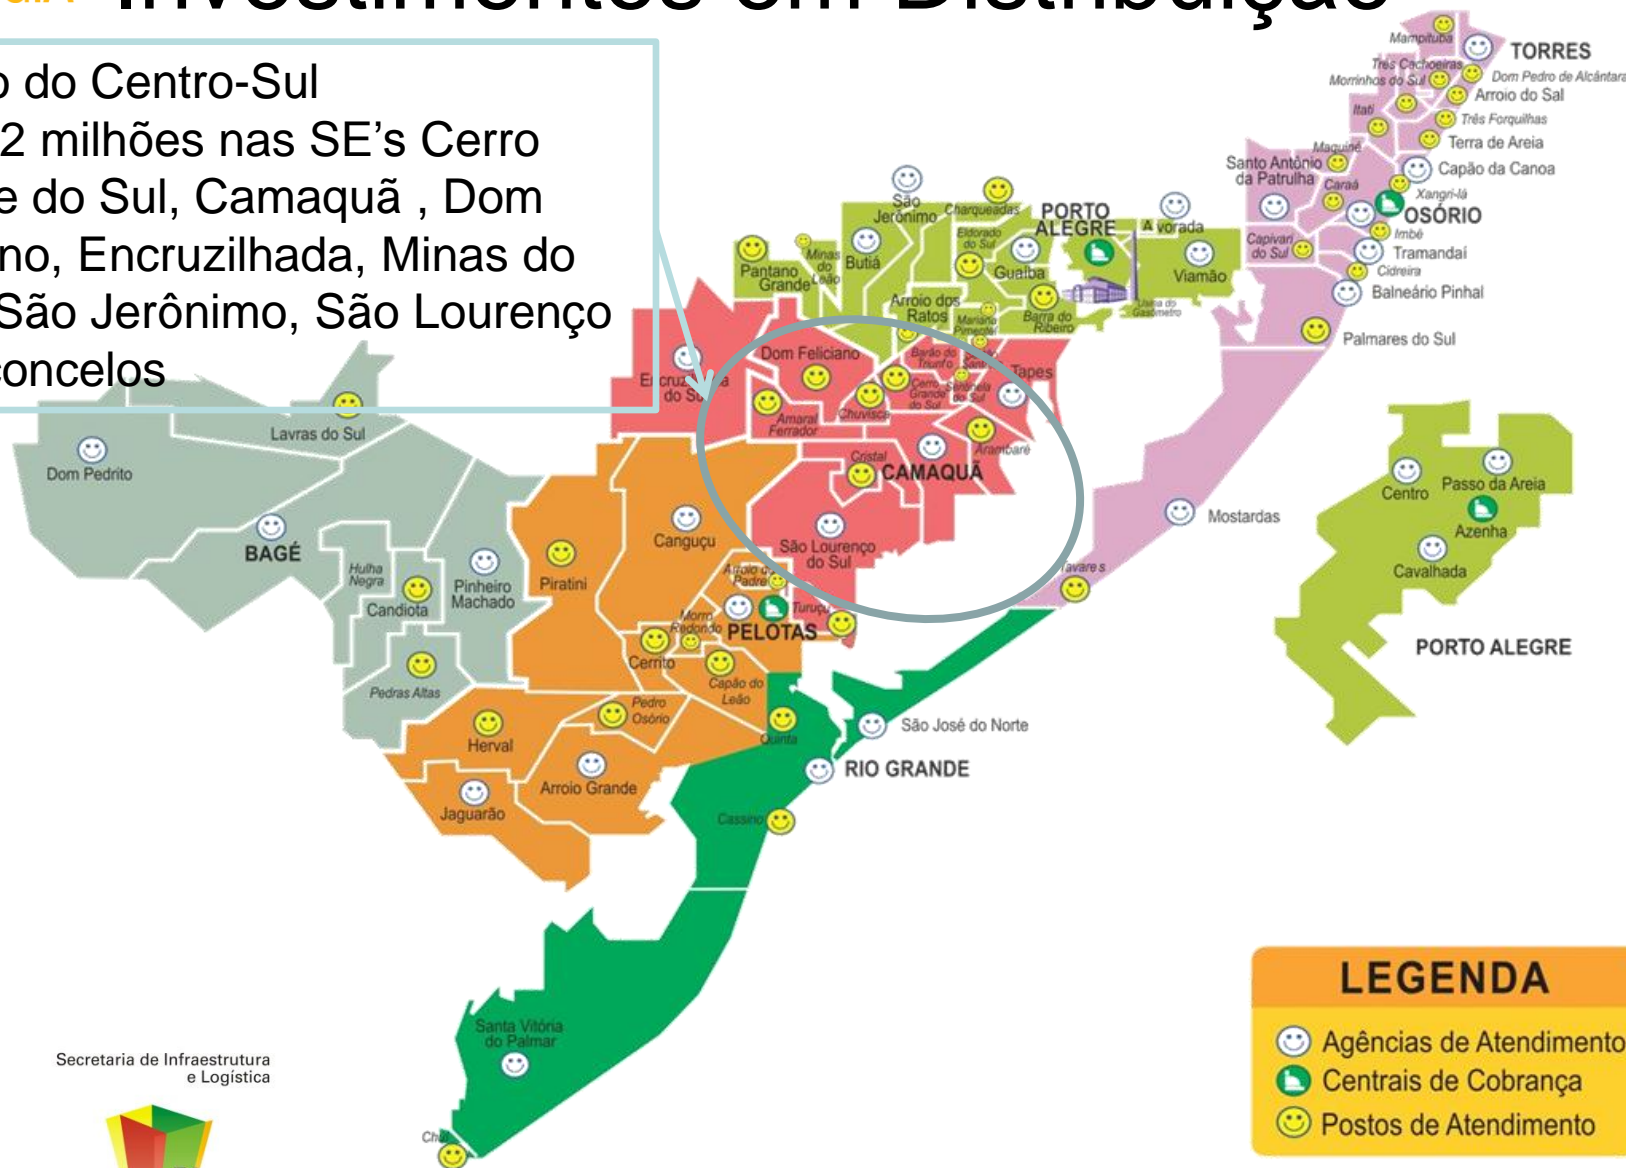 Investimentos em Distribuição
do Centro-Sul
2 milhões nas SE's Cerro
e do Sul, Camaquã , Dom
no, Encruzilhada, Minas do
São Jerônimo, São Lourenço
concelos
Mampituba
TORRES
Três Cachoeiras
Morrinhos do Sul
Dom Pedro de Alcântara
Arroio do Sal
Itati
Três Forquilhas
Terra de Areia
Maquiné
Santo Antônio
da Patrulha
Caraá
Capão da Canoa
Xangri-lá
OSÓRIO
Imbé
Capivari
do Sul
Tramandaí
Cidreira
Balneário Pinhal
Palmares do Sul
Mostardas
Tavares
São
Jerônimo
Charqueadas
PORTO
ALEGRE
A vorada
Eldorado
do Sul
Guaíba
Viamão
Pantano
Grande
Minas
do
Leão
Butiá
Arroio dos
Ratos
Mariana
Pimentel
Barra do
Ribeiro
Usina do
Gasômetro
Dom Feliciano
Barão do
Triunfo
Tapes
do Sul
Cerro
Grande
do Sul
Sentinela
do Sul
Amaral
Ferrador
Chuvisca
Arambaré
Cristal
CAMAQUÃ
São Lourenço
do Sul
Lavras do Sul
Dom Pedrito
BAGÉ
Hulha
Negra
Candiota
Pinheiro
Machado
Pedras Altas
Piratini
Canguçu
Arroio do
Padre
Morro
Redondo
PELOTAS
Turuçu
Cerrito
Capão do
Leão
Pedro
Osório
Herval
Arroio Grande
Jaguarão
Quinta
São José do Norte
RIO GRANDE
Cassino
Santa Vitória
do Palmar
Chuí
Centro
Passo da Areia
Azenha
Cavalhada
PORTO ALEGRE
Secretaria de Infraestrutura
e Logística
LEGENDA
Agências de Atendimento
Centrais de Cobrança
Postos de Atendimento